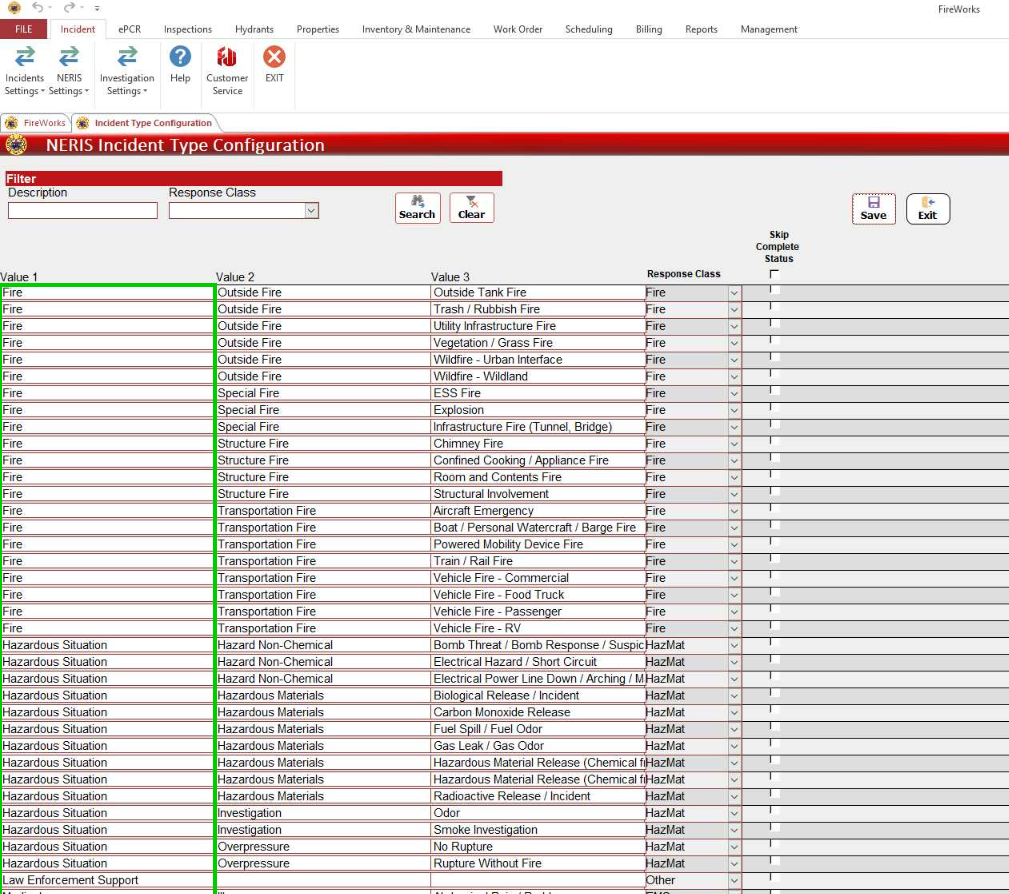 FireWorks
FILE Incident ePCR Inspections Hydrants Properties Inventory & Maintenance Work Order Scheduling Billing Reports Management
Incidents Settings NERIS Settings Investigation Settings Help Customer Service EXIT
FireWorks Incident Type Configuration
NERIS Incident Type Configuration
Filter
Description Response Class
Search Clear Save Exit
Skip
Complete
Status
Value 1 Value 2 Value 3 Response Class
Fire Outside Fire Outside Tank Fire Fire
Fire Outside Fire Trash / Rubbish Fire Fire
Fire Outside Fire Utility Infrastructure Fire Fire
Fire Outside Fire Vegetation / Grass Fire Fire
Fire Outside Fire Wildfire - Urban Interface Fire
Fire Outside Fire Wildfire - Wildland Fire
Fire Special Fire ESS Fire Fire
Fire Special Fire Explosion Fire
Fire Special Fire Infrastructure Fire (Tunnel, Bridge) Fire
Fire Structure Fire Chimney Fire Fire
Fire Structure Fire Confined Cooking / Appliance Fire Fire
Fire Structure Fire Room and Contents Fire Fire
Fire Structure Fire Structural Involvement Fire
Fire Transportation Fire Aircraft Emergency Fire
Fire Transportation Fire Boat / Personal Watercraft / Barge Fire Fire
Fire Transportation Fire Powered Mobility Device Fire Fire
Fire Transportation Fire Train / Rail Fire Fire
Fire Transportation Fire Vehicle Fire - Commercial Fire
Fire Transportation Fire Vehicle Fire - Food Truck Fire
Fire Transportation Fire Vehicle Fire - Passenger Fire
Fire Transportation Fire Vehicle Fire - RV Fire
Hazardous Situation Hazard Non-Chemical Bomb Threat / Bomb Response / Suspic HazMat
Hazardous Situation Hazard Non-Chemical Electrical Hazard / Short Circuit HazMat
Hazardous Situation Hazard Non-Chemical Electrical Power Line Down / Arching / M HazMat
Hazardous Situation Hazardous Materials Biological Release / Incident HazMat
Hazardous Situation Hazardous Materials Carbon Monoxide Release HazMat
Hazardous Situation Hazardous Materials Fuel Spill / Fuel Odor HazMat
Hazardous Situation Hazardous Materials Gas Leak / Gas Odor HazMat
Hazardous Situation Hazardous Materials Hazardous Material Release (Chemical f HazMat
Hazardous Situation Hazardous Materials Hazardous Material Release (Chemical f HazMat
Hazardous Situation Hazardous Materials Radioactive Release / Incident HazMat
Hazardous Situation Investigation Odor HazMat
Hazardous Situation Investigation Smoke Investigation HazMat
Hazardous Situation Overpressure No Rupture HazMat
Hazardous Situation Overpressure Rupture Without Fire HazMat
Law Enforcement Support Other